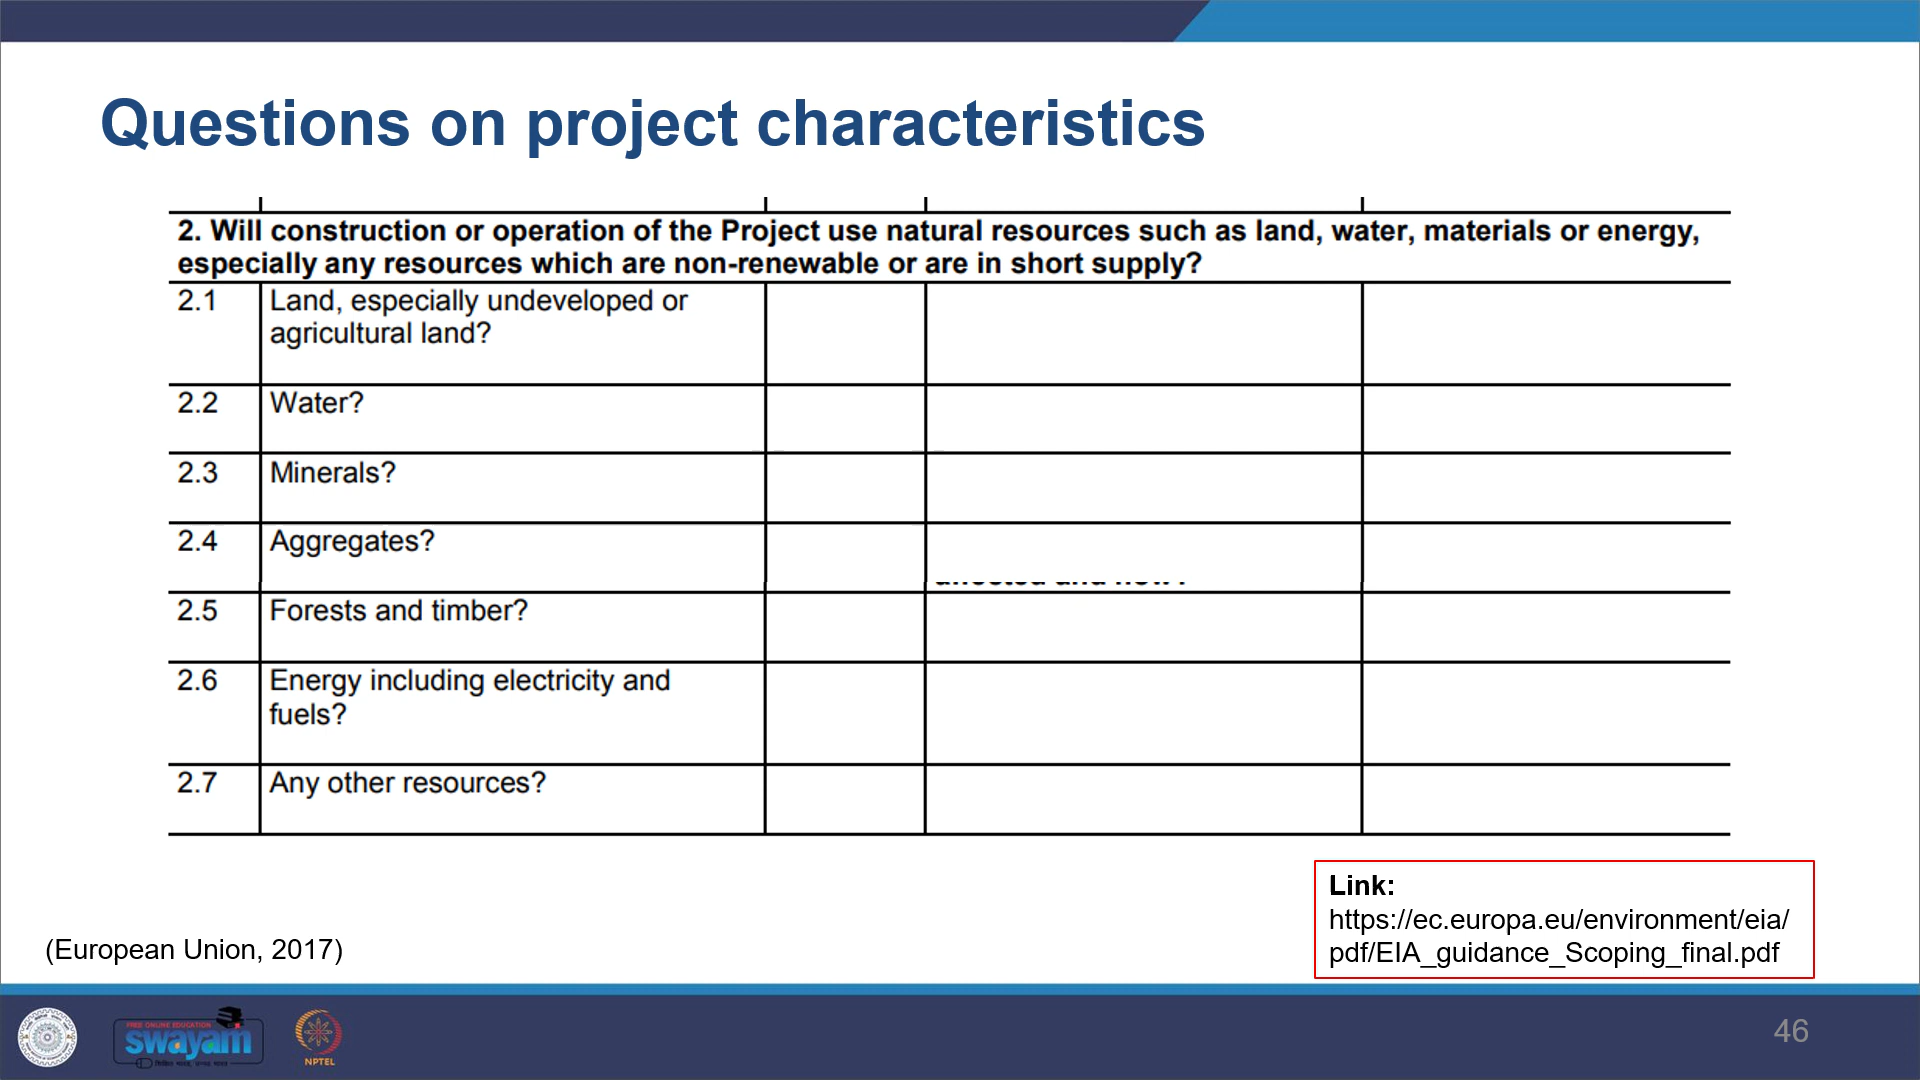 Questions on project characteristics
2. Will construction or operation of the Project use natural resources such as land, water, materials or energy,
especially any resources which are non-renewable or are in short supply?
2.1 Land, especially undeveloped or
agricultural land?
2.2 Water?
2.3 Minerals?
2.4 Aggregates?
2.5 Forests and timber?
2.6 Energy including electricity and
fuels?
2.7 Any other resources?
Link:
https://ec.europa.eu/environment/eia/
pdf/EIA_guidance_Scoping_final.pdf
(European Union, 2017)
FREE ONLINE EDUCATION
swayam
NPTEL
46